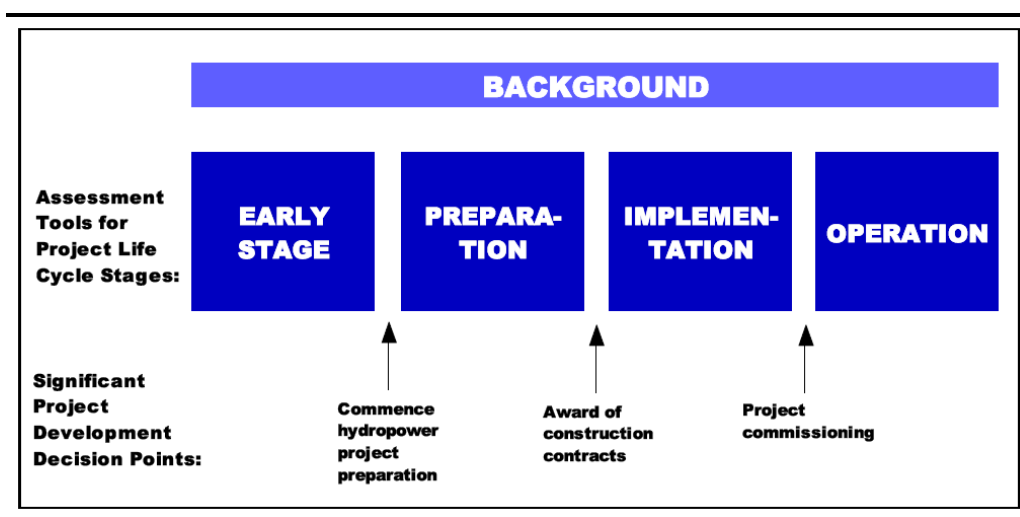 BACKGROUND
Assessment
Tools for
Project Life
Cycle Stages:
EARLY
STAGE
PREPARA-
TION
IMPLEMEN-
TATION
OPERATION
Significant
Project
Development
Decision Points:
Commence
hydropower
project
preparation
Award of
construction
contracts
Project
commissioning